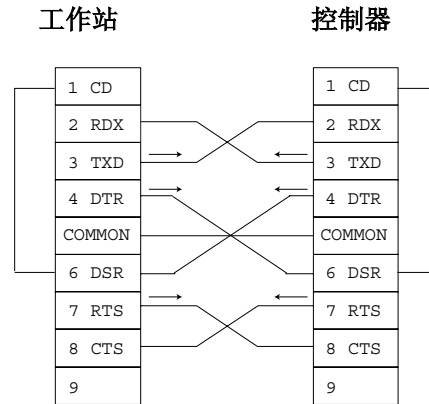 工作站
控制器
1 CD
2 RDX
3 TXD
4 DTR
COMMON
6 DSR
7 RTS
8 CTS
9
1 CD
2 RDX
3 TXD
4 DTR
COMMON
6 DSR
7 RTS
8 CTS
9